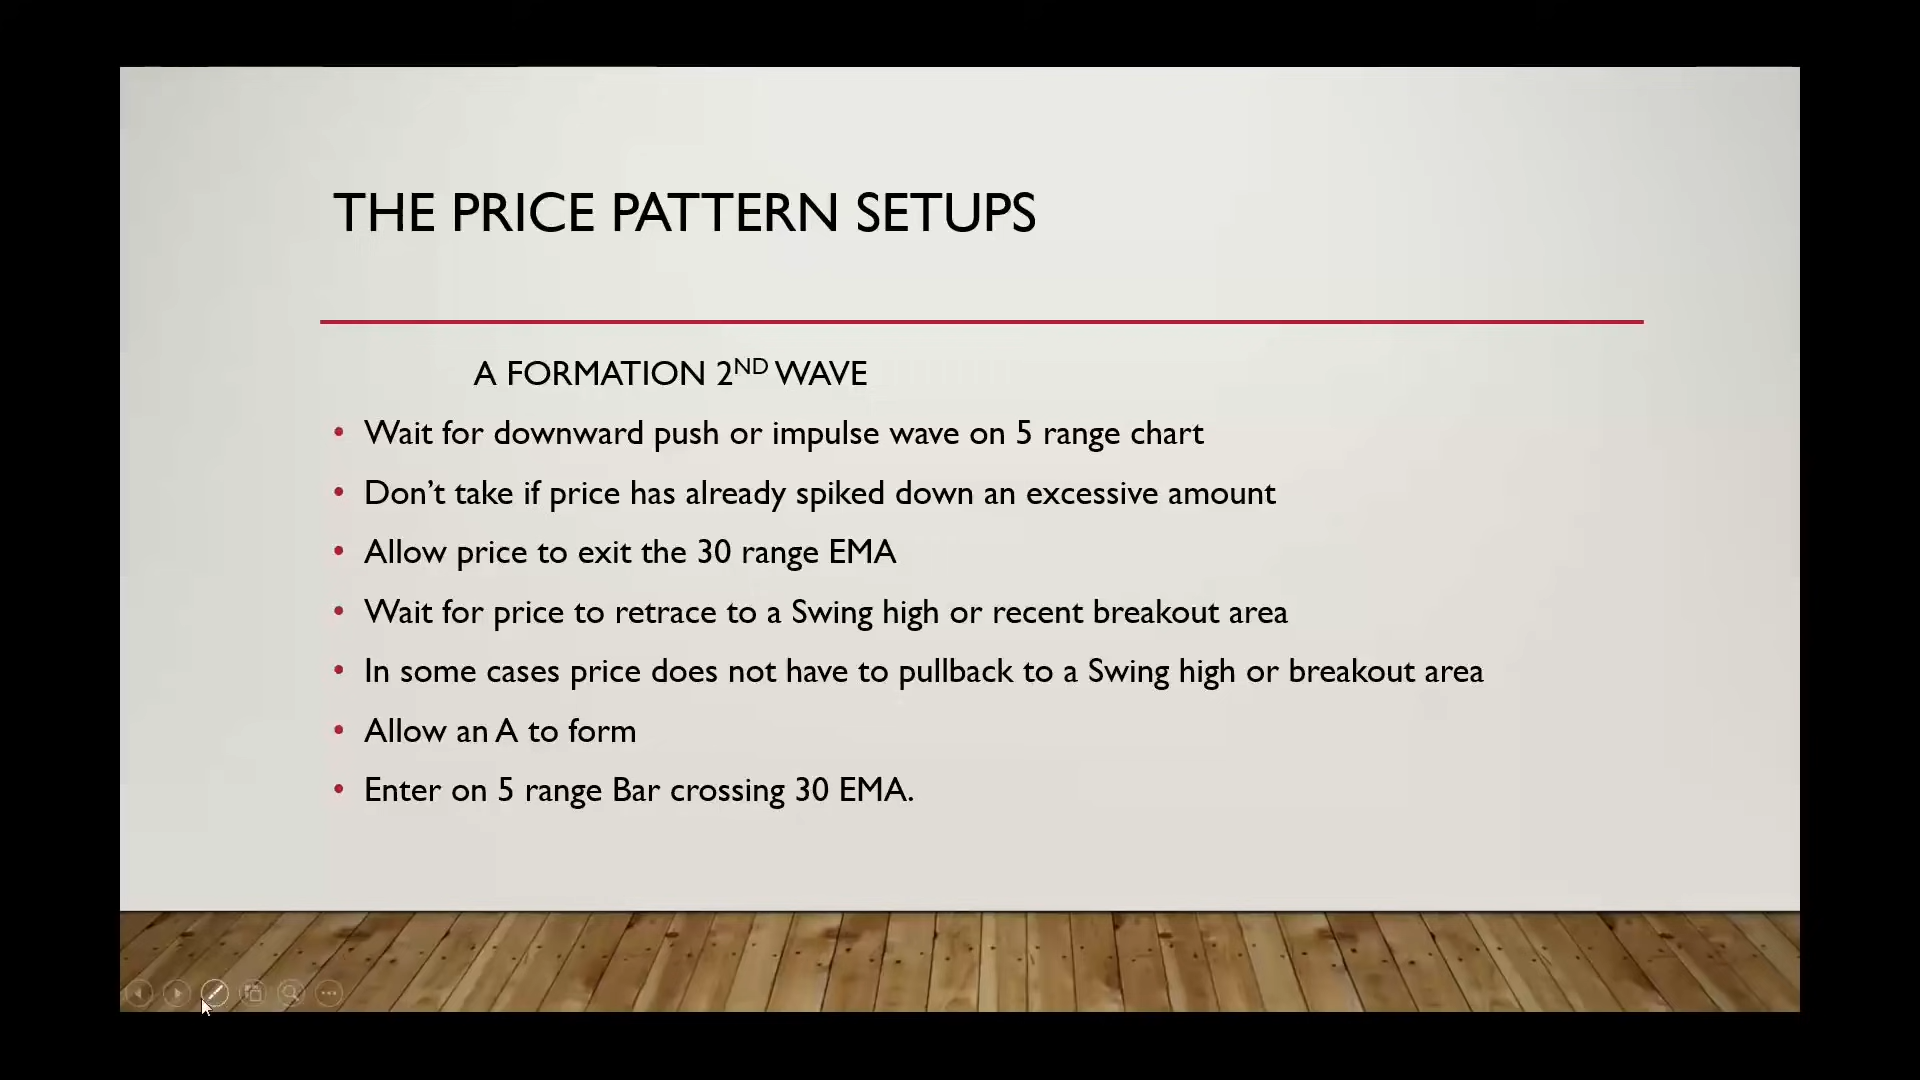 THE PRICE PATTERN SETUPS
A FORMATION 2ND WAVE
• Wait for downward push or impulse wave on 5 range chart
• Don’t take if price has already spiked down an excessive amount
• Allow price to exit the 30 range EMA
• Wait for price to retrace to a Swing high or recent breakout area
• In some cases price does not have to pullback to a Swing high or breakout area
• Allow an A to form
• Enter on 5 range Bar crossing 30 EMA.